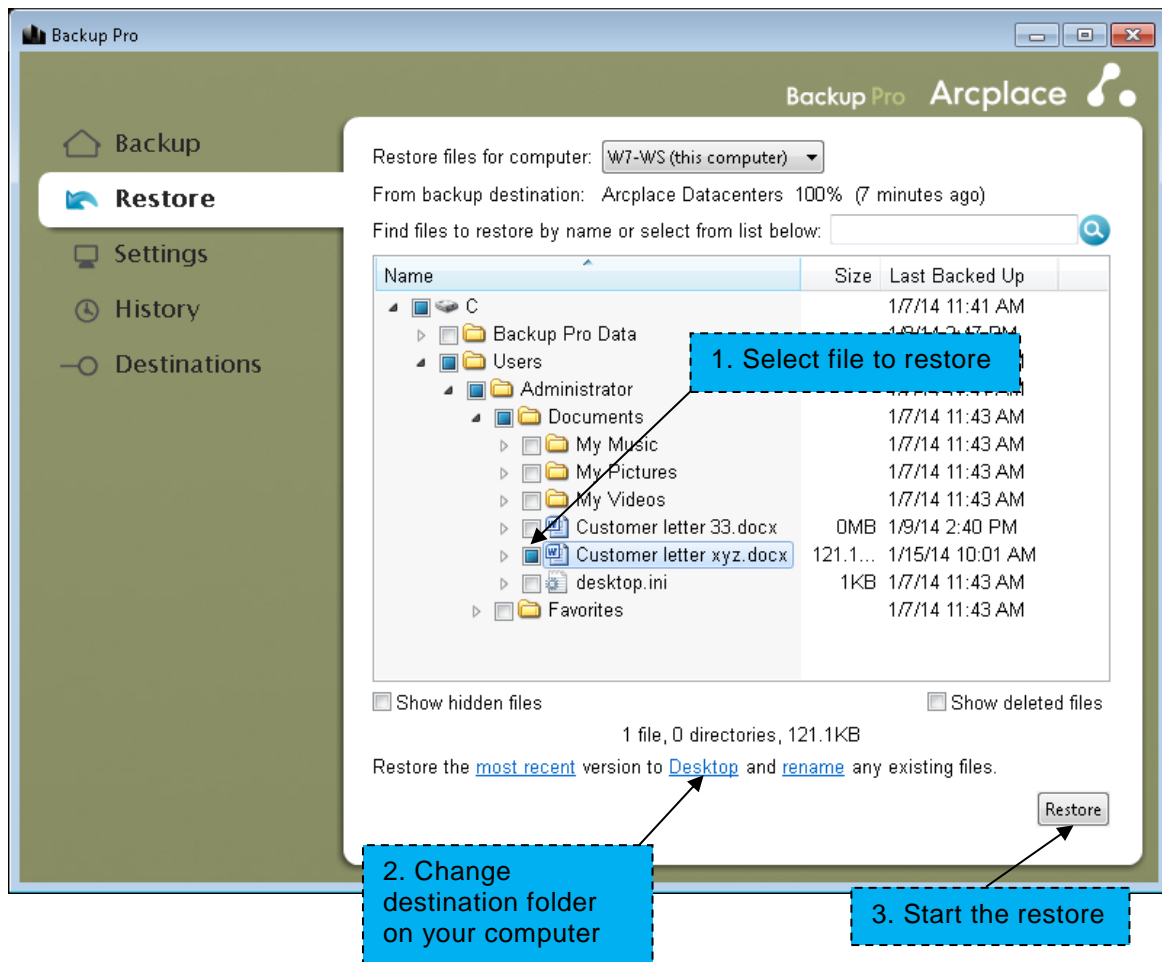 Backup Pro
Backup Pro Arcplace
Backup
Restore
Settings
History
Destinations
Restore files for computer: W7-WS (this computer)
From backup destination: Arcplace Datacenters 100% (7 minutes ago)
Find files to restore by name or select from list below:
Name Size Last Backed Up
C 1/7/14 11:41 AM
Backup Pro Data
1. Select file to restore
Users
Administrator
Documents 1/7/14 11:43 AM
My Music 1/7/14 11:43 AM
My Pictures 1/7/14 11:43 AM
My Videos 1/7/14 11:43 AM
Customer letter 33.docx 0MB 1/9/14 2:40 PM
Customer letter xyz.docx 121.1... 1/15/14 10:01 AM
desktop.ini 1KB 1/7/14 11:43 AM
Favorites 1/7/14 11:43 AM
Show hidden files Show deleted files
1 file, 0 directories, 121.1KB
Restore the most recent version to Desktop and rename any existing files.
Restore
2. Change
destination folder
on your computer
3. Start the restore